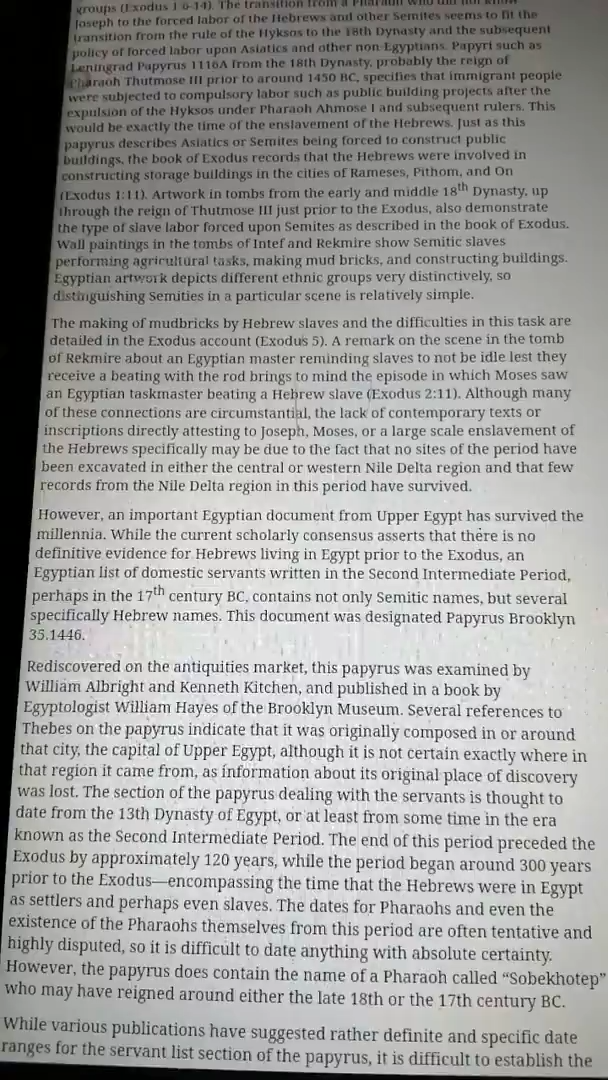 groups (Exodus 1:6-14). The transition from a Pharaoh who did not know
Joseph to the forced labor of the Hebrews and other Semites seems to fit the
transition from the rule of the Hyksos to the 18th Dynasty and the subsequent
policy of forced labor upon Asiatics and other non-Egyptians. Papyri such as
Leningrad Papyrus 1116A from the 18th Dynasty, probably the reign of
Pharaoh Thutmose III prior to around 1450 BC, specifies that immigrant people
were subjected to compulsory labor such as public building projects after the
expulsion of the Hyksos under Pharaoh Ahmose I and subsequent rulers. This
would be exactly the time of the enslavement of the Hebrews. Just as this
papyrus describes Asiatics or Semites being forced to construct public
buildings, the book of Exodus records that the Hebrews were involved in
constructing storage buildings in the cities of Rameses, Pithom, and On
(Exodus 1:11). Artwork in tombs from the early and middle 18th Dynasty, up
through the reign of Thutmose III just prior to the Exodus, also demonstrate
the type of slave labor forced upon Semites as described in the book of Exodus.
Wall paintings in the tombs of Intef and Rekmire show Semitic slaves
performing agricultural tasks, making mud bricks, and constructing buildings.
Egyptian artwork depicts different ethnic groups very distinctively, so
distinguishing Semities in a particular scene is relatively simple.
The making of mudbricks by Hebrew slaves and the difficulties in this task are
detailed in the Exodus account (Exodus 5). A remark on the scene in the tomb
of Rekmire about an Egyptian master reminding slaves to not be idle lest they
receive a beating with the rod brings to mind the episode in which Moses saw
an Egyptian taskmaster beating a Hebrew slave (Exodus 2:11). Although many
of these connections are circumstantial, the lack of contemporary texts or
inscriptions directly attesting to Joseph, Moses, or a large scale enslavement of
the Hebrews specifically may be due to the fact that no sites of the period have
been excavated in either the central or western Nile Delta region and that few
records from the Nile Delta region in this period have survived.
However, an important Egyptian document from Upper Egypt has survived the
millennia. While the current scholarly consensus asserts that there is no
definitive evidence for Hebrews living in Egypt prior to the Exodus, an
Egyptian list of domestic servants written in the Second Intermediate Period,
perhaps in the 17th century BC, contains not only Semitic names, but several
specifically Hebrew names. This document was designated Papyrus Brooklyn
35.1446.
Rediscovered on the antiquities market, this papyrus was examined by
William Albright and Kenneth Kitchen, and published in a book by
Egyptologist William Hayes of the Brooklyn Museum. Several references to
Thebes on the papyrus indicate that it was originally composed in or around
that city, the capital of Upper Egypt, although it is not certain exactly where in
that region it came from, as information about its original place of discovery
was lost. The section of the papyrus dealing with the servants is thought to
date from the 13th Dynasty of Egypt, or at least from some time in the era
known as the Second Intermediate Period. The end of this period preceded the
Exodus by approximately 120 years, while the period began around 300 years
prior to the Exodus—encompassing the time that the Hebrews were in Egypt
as settlers and perhaps even slaves. The dates for Pharaohs and even the
existence of the Pharaohs themselves from this period are often tentative and
highly disputed, so it is difficult to date anything with absolute certainty.
However, the papyrus does contain the name of a Pharaoh called “Sobekhotep”
who may have reigned around either the late 18th or the 17th century BC.
While various publications have suggested rather definite and specific date
ranges for the servant list section of the papyrus, it is difficult to establish the